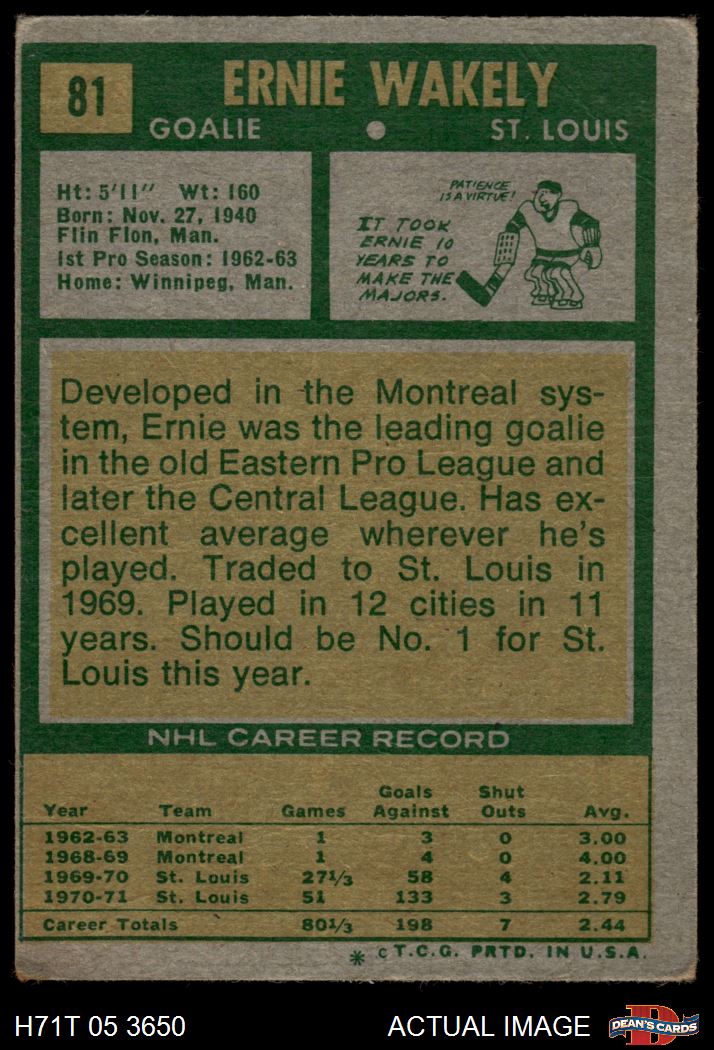 81
ERNIE WAKELY
GOALIE ● ST. LOUIS
Ht: 5'11" Wt: 160
Born: Nov. 27, 1940
Flin Flon, Man.
1st Pro Season: 1962-63
Home: Winnipeg, Man.
PATIENCE
IS A VIRTUE!
IT TOOK
ERNIE 10
YEARS TO
MAKE THE
MAJORS.
Developed in the Montreal sys-
tem, Ernie was the leading goalie
in the old Eastern Pro League and
later the Central League. Has ex-
cellent average wherever he's
played. Traded to St. Louis in
1969. Played in 12 cities in 11
years. Should be No. 1 for St.
Louis this year.
NHL CAREER RECORD
Goals Shut
Year Team Games Against Outs Avg.
1962-63 Montreal 1 3 0 3.00
1968-69 Montreal 1 4 0 4.00
1969-70 St. Louis 27 1/3 58 4 2.11
1970-71 St. Louis 51 133 3 2.79
Career Totals 80 1/3 198 7 2.44
* © T.C.G. PRTD. IN U.S.A.
H71T 05 3650 ACTUAL IMAGE
D
DEAN'S CARDS